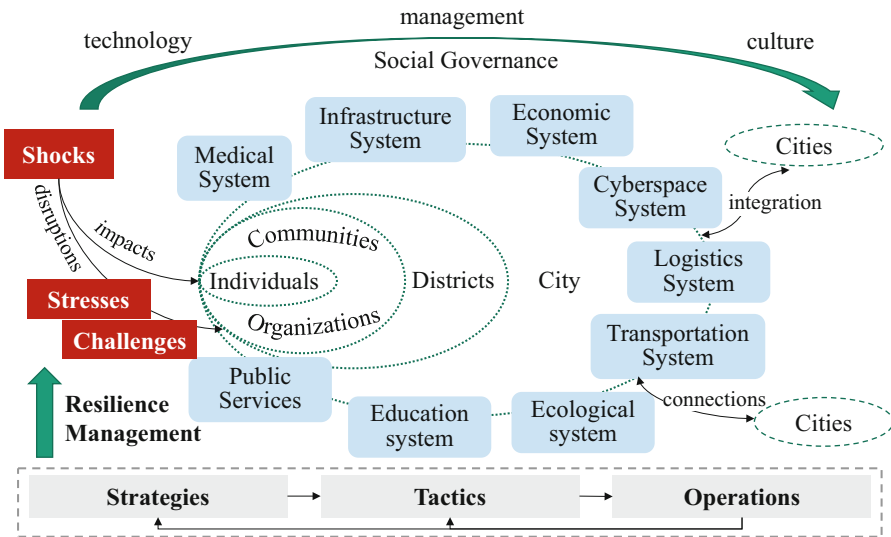 management
technology
culture
Social Governance
Infrastructure
System
Economic
System
Shocks
Medical
System
Cities
Cyberspace
System
disruptions
impacts
integration
Communities
Individuals
Districts
City
Logistics
System
Stresses
Organizations
Challenges
Transportation
System
Public
Services
Resilience
Management
connections
Education
system
Ecological
system
Cities
Strategies
Tactics
Operations